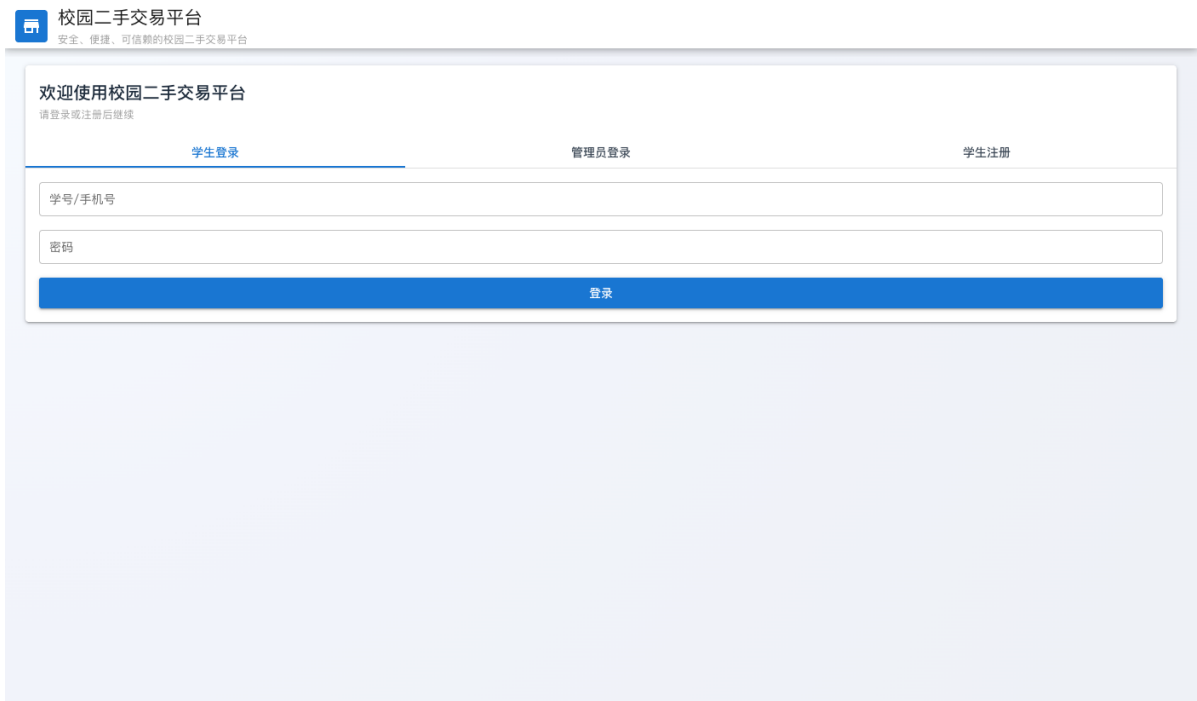 校园二手交易平台
安全、便捷、可信赖的校园二手交易平台
欢迎使用校园二手交易平台
请登录或注册后继续
学生登录 管理员登录 学生注册
学号/手机号
密码
登录